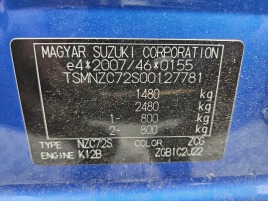 MAGYAR SUZUKI CORPORATION
e4*2007/46*0155
TSMNZC72S00127781
1480 kg
2480 kg
1- 800 kg
2- 800 kg
TYPE NZC72S COLOR ZCG
ENGINE K12B ZGB1C2J22